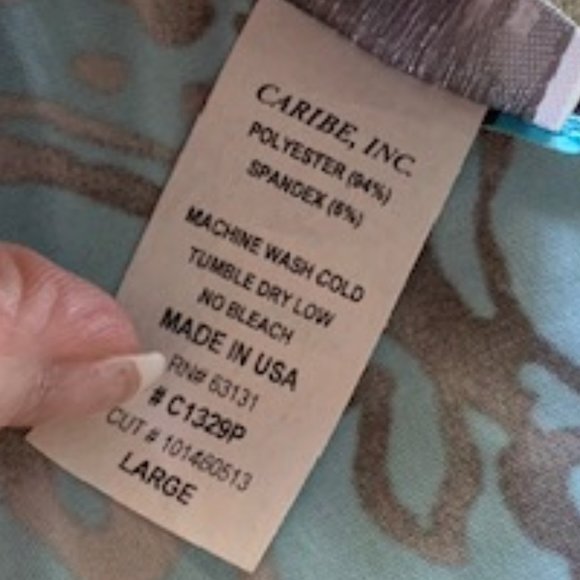 CARIBE, INC.
POLYESTER (94%)
SPANDEX (6%)
MACHINE WASH COLD
TUMBLE DRY LOW
NO BLEACH
MADE IN USA
RN# 63131
# C1329P
CUT # 101460513
LARGE